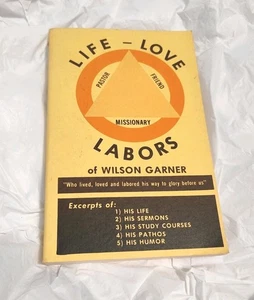 LIFE – LOVE
PASTOR
FRIEND
MISSIONARY
LABORS
of WILSON GARNER
"Who lived, loved and labored his way to glory before us"
Excerpts of:
1) HIS LIFE
2) HIS SERMONS
3) HIS STUDY COURSES
4) HIS PATHOS
5) HIS HUMOR